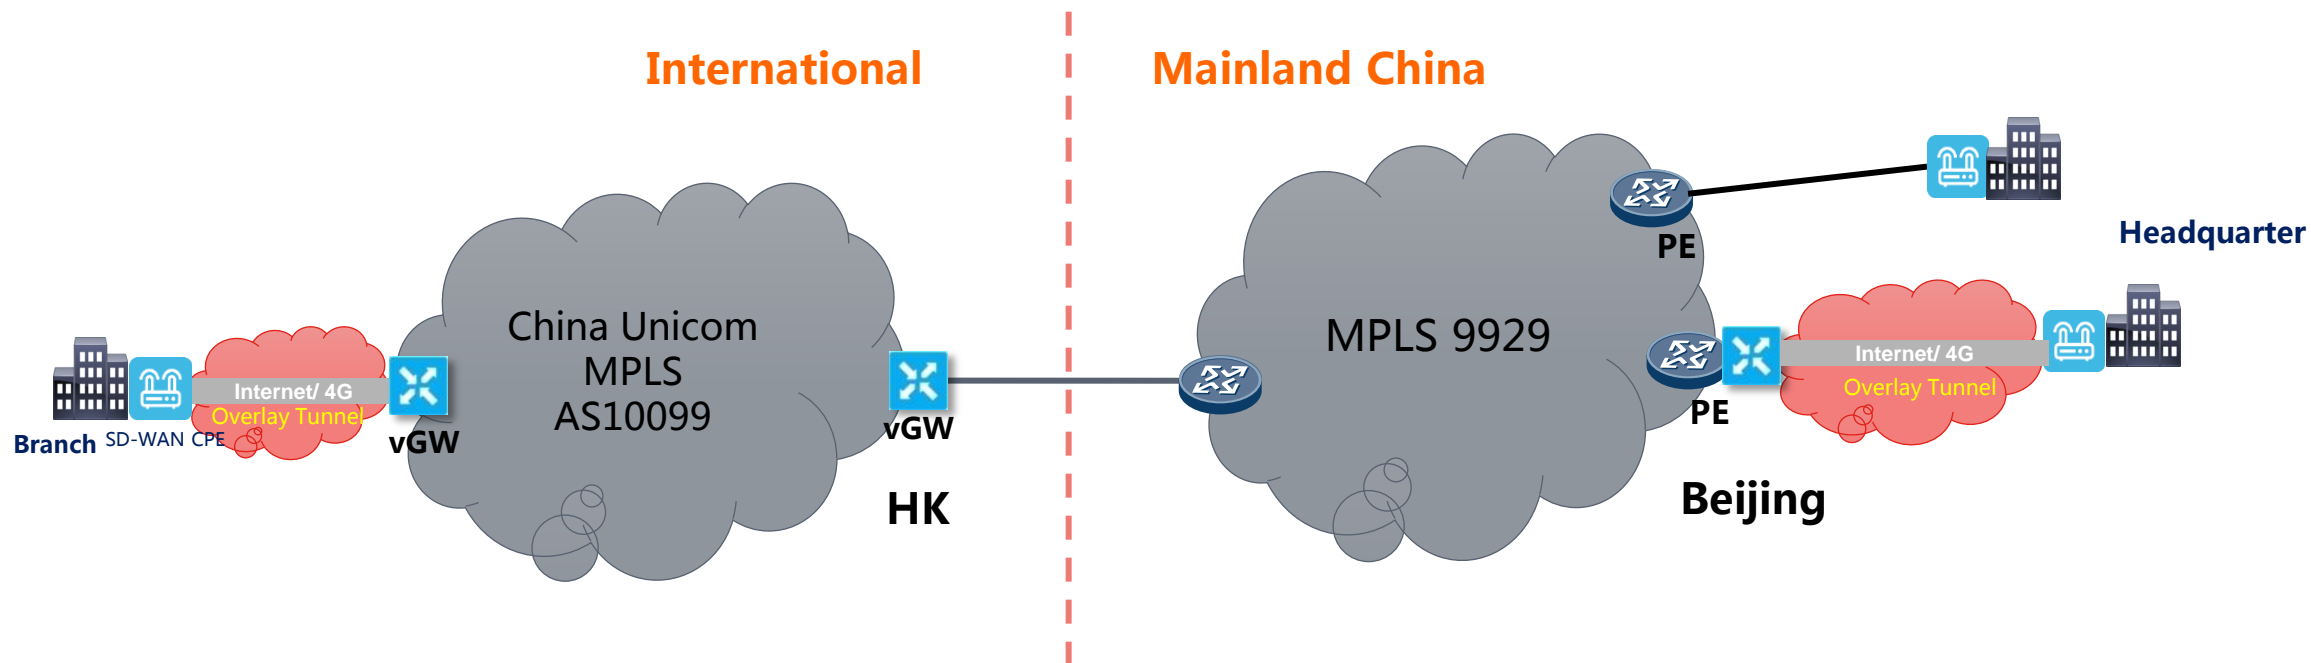 International
Mainland China
PE
Headquarter
China Unicom
MPLS
AS10099
MPLS 9929
Internet/ 4G
Overlay Tunnel
Internet/ 4G
Overlay Tunnel
Branch
SD-WAN CPE
vGW
vGW
PE
HK
Beijing